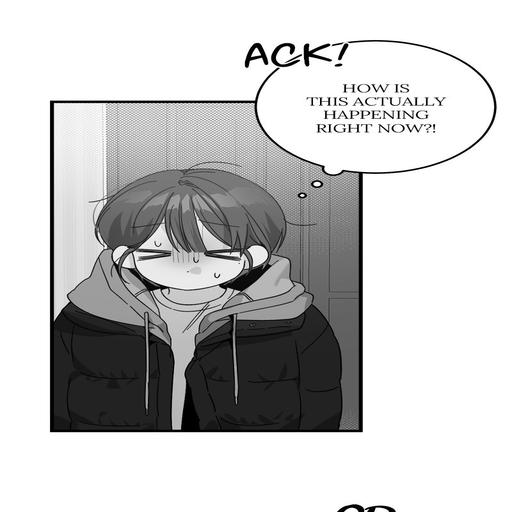 ACK!
HOW IS
THIS ACTUALLY
HAPPENING
RIGHT NOW?!